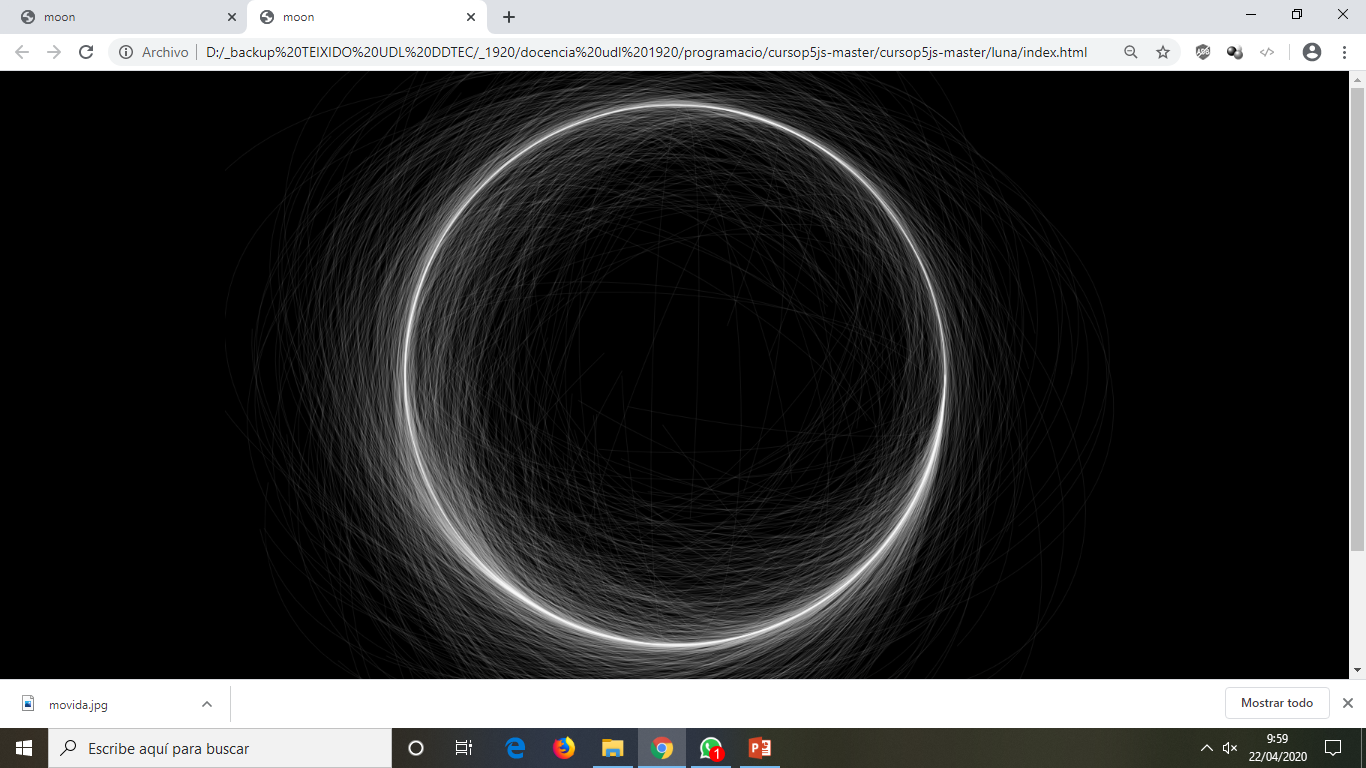 moon
moon
Archivo
D:/_backup%20TEIXIDO%20UDL%20DDTEC/_1920/docencia%20udl%201920/programacio/cursop5js-master/cursop5js-master/luna/index.html
movida.jpg
Mostrar todo
Escribe aquí para buscar
1
9:59
22/04/2020